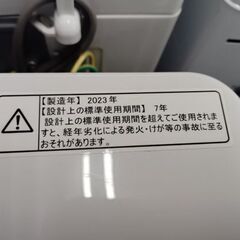 【製造年】2023年
【設計上の標準使用期間】7年
設計上の標準使用期間を超えてご使用されま
すと、経年劣化による発火・けが等の事故に至る
おそれがあります。